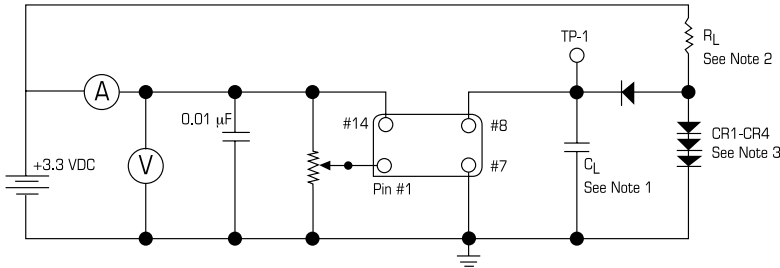 TP-1
R_L
See Note 2
A
0.01 µF
#14
#8
CR1-CR4
See Note 3
+3.3 VDC
V
#7
Pin #1
C_L
See Note 1